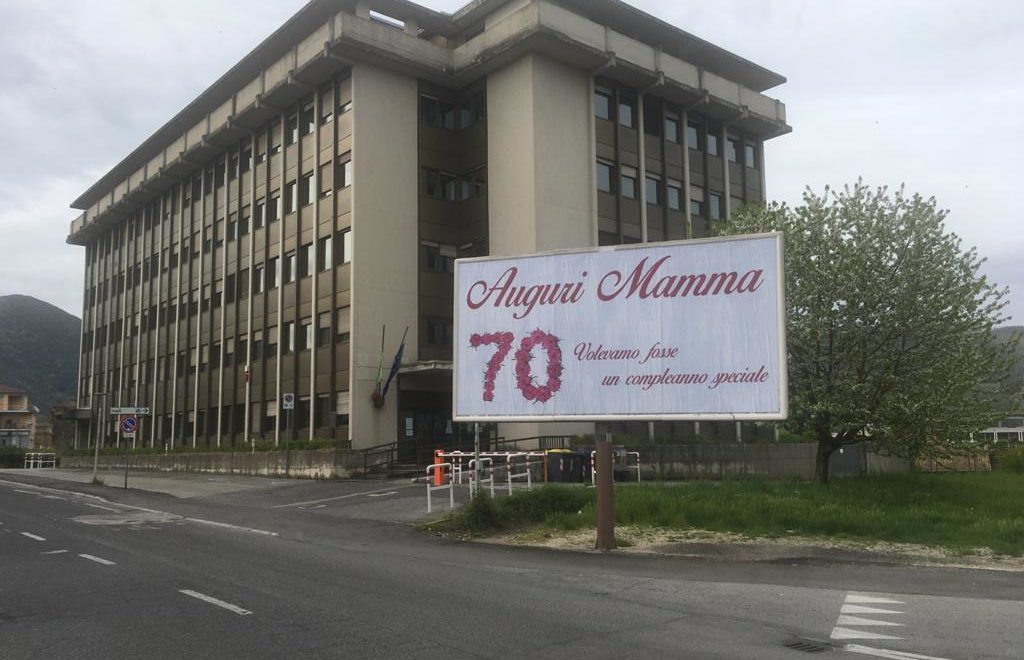 Auguri Mamma
70
Volevamo fosse
un compleanno speciale